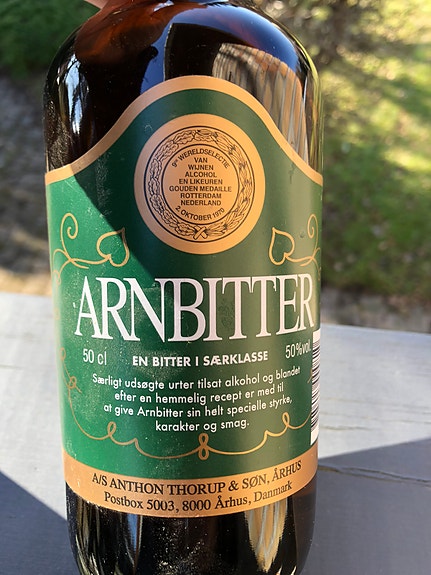 9e WERELDSELECTIE
VAN
WIJNEN
ALCOHOL
EN LIKEUREN
GOUDEN MEDAILLE
ROTTERDAM
NEDERLAND
2. OKTOBER 1970
ARNBITTER
50 cl EN BITTER I SÆRKLASSE 50%vol.
Særligt udsøgte urter tilsat alkohol og blandet
efter en hemmelig recept er med til
at give Arnbitter sin helt specielle styrke,
karakter og smag.
A/S ANTHON THORUP & SØN, ÅRHUS
Postbox 5003, 8000 Århus, Danmark